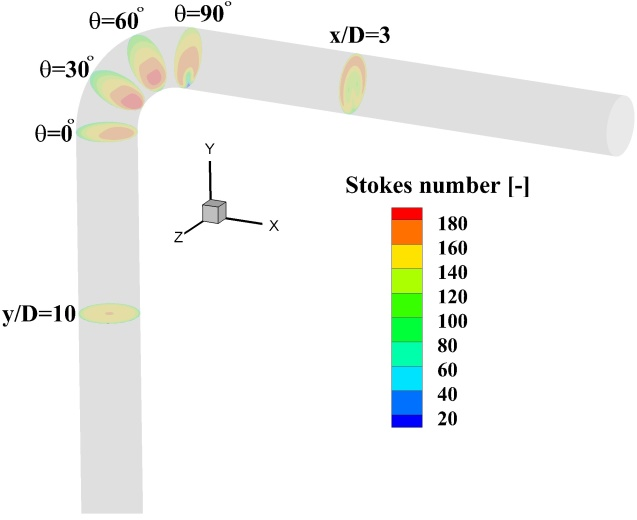 θ=90°
θ=60°
x/D=3
θ=30°
θ=0°
Y
X
Z
Stokes number [-]
180
160
140
120
100
80
60
40
20
y/D=10